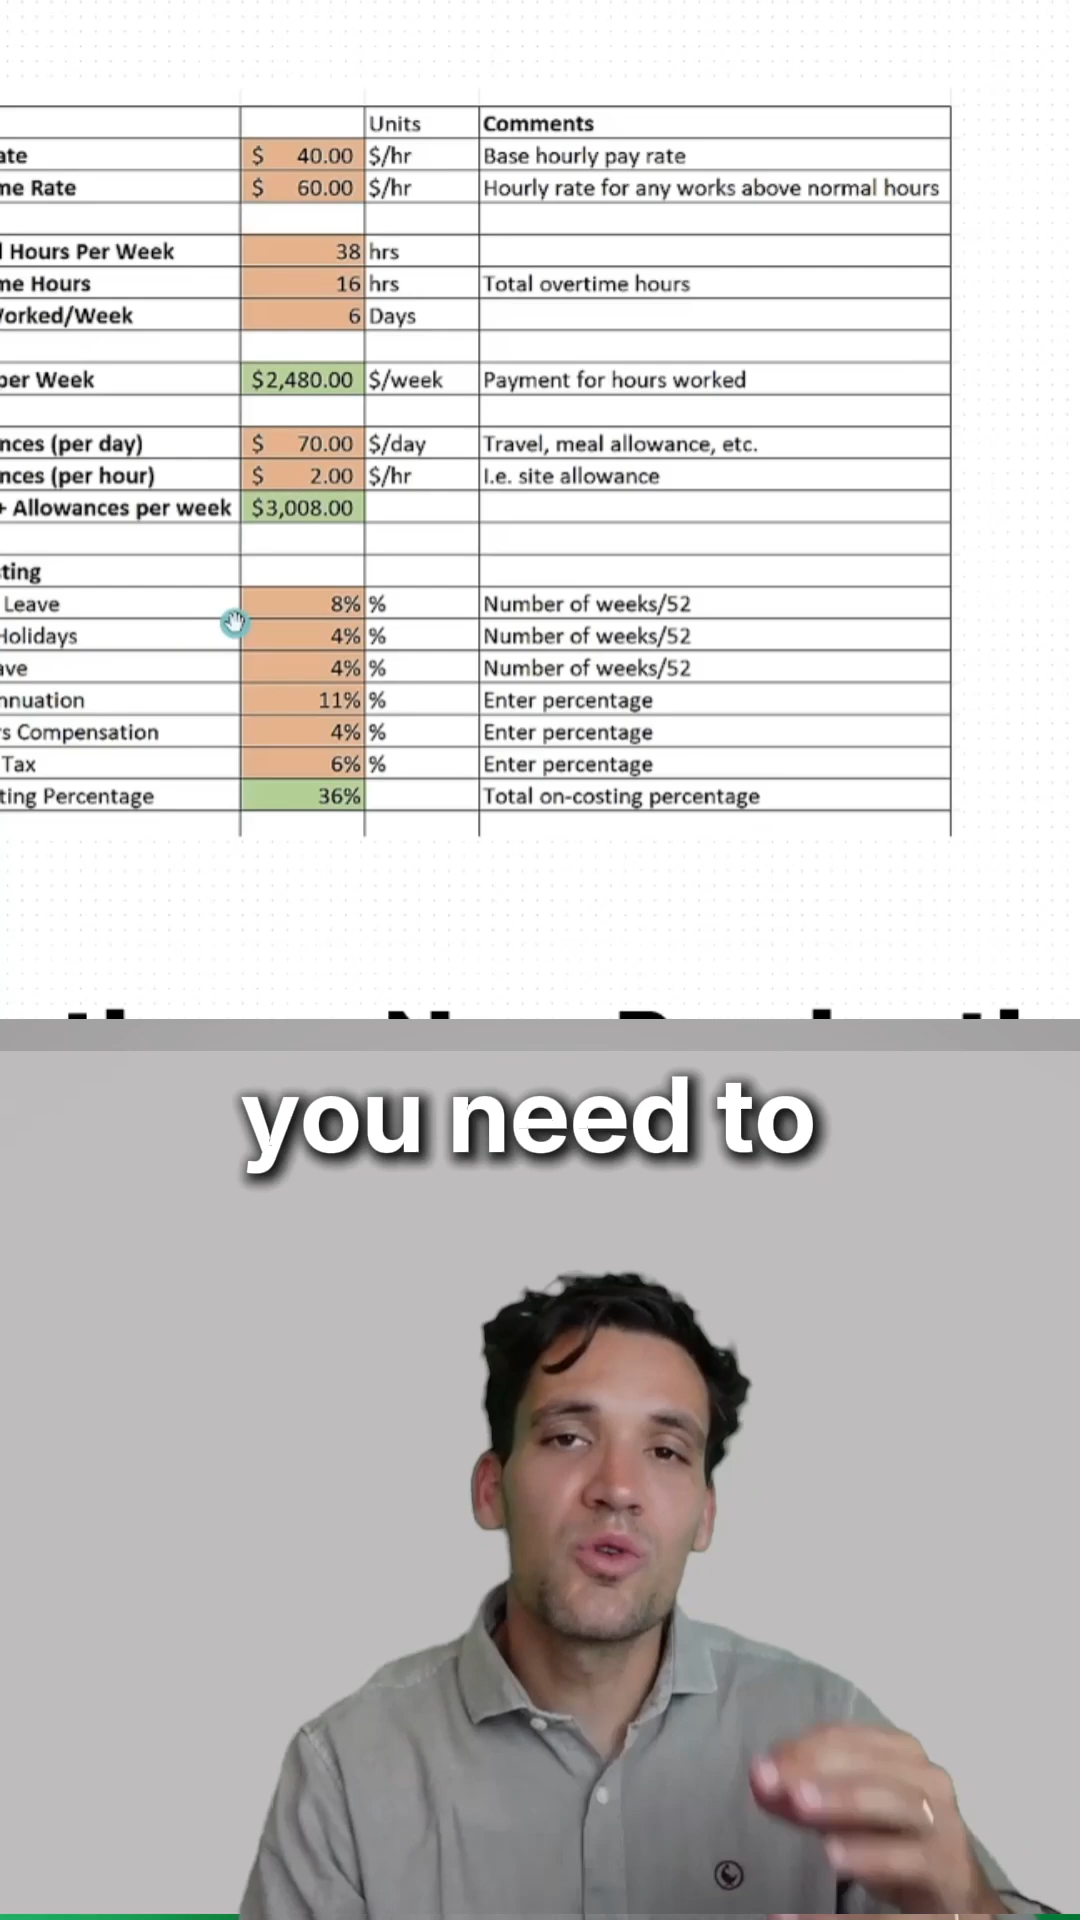 Units Comments
ate $ 40.00 $/hr Base hourly pay rate
me Rate $ 60.00 $/hr Hourly rate for any works above normal hours
Hours Per Week 38 hrs
me Hours 16 hrs Total overtime hours
Worked/Week 6 Days
per Week $2,480.00 $/week Payment for hours worked
nces (per day) $ 70.00 $/day Travel, meal allowance, etc.
nces (per hour) $ 2.00 $/hr I.e. site allowance
+ Allowances per week $3,008.00
ting
Leave 8% % Number of weeks/52
Holidays 4% % Number of weeks/52
ave 4% % Number of weeks/52
nnuation 11% % Enter percentage
s Compensation 4% % Enter percentage
Tax 6% % Enter percentage
ting Percentage 36% Total on-costing percentage
you need to